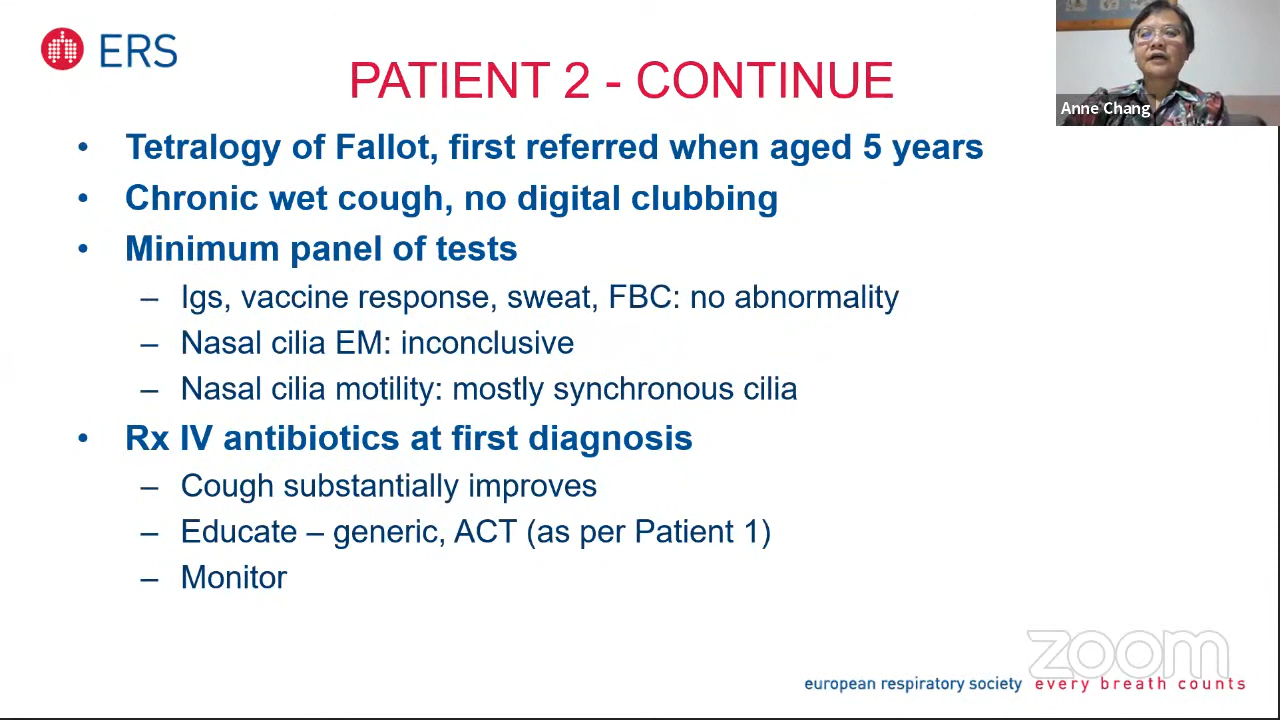 ERS
PATIENT 2 - CONTINUE
Anne Chang
• Tetralogy of Fallot, first referred when aged 5 years
• Chronic wet cough, no digital clubbing
• Minimum panel of tests
– Igs, vaccine response, sweat, FBC: no abnormality
– Nasal cilia EM: inconclusive
– Nasal cilia motility: mostly synchronous cilia
• Rx IV antibiotics at first diagnosis
– Cough substantially improves
– Educate – generic, ACT (as per Patient 1)
– Monitor
zoom
european respiratory society every breath counts